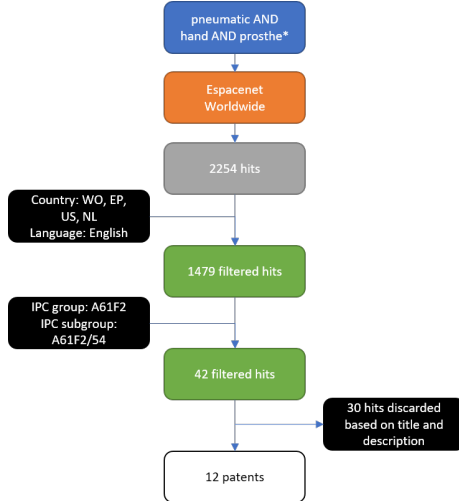 pneumatic AND
hand AND prosthe*
Espacenet
Worldwide
2254 hits
Country: WO, EP,
US, NL
Language: English
1479 filtered hits
IPC group: A61F2
IPC subgroup:
A61F2/54
42 filtered hits
30 hits discarded
based on title and
description
12 patents